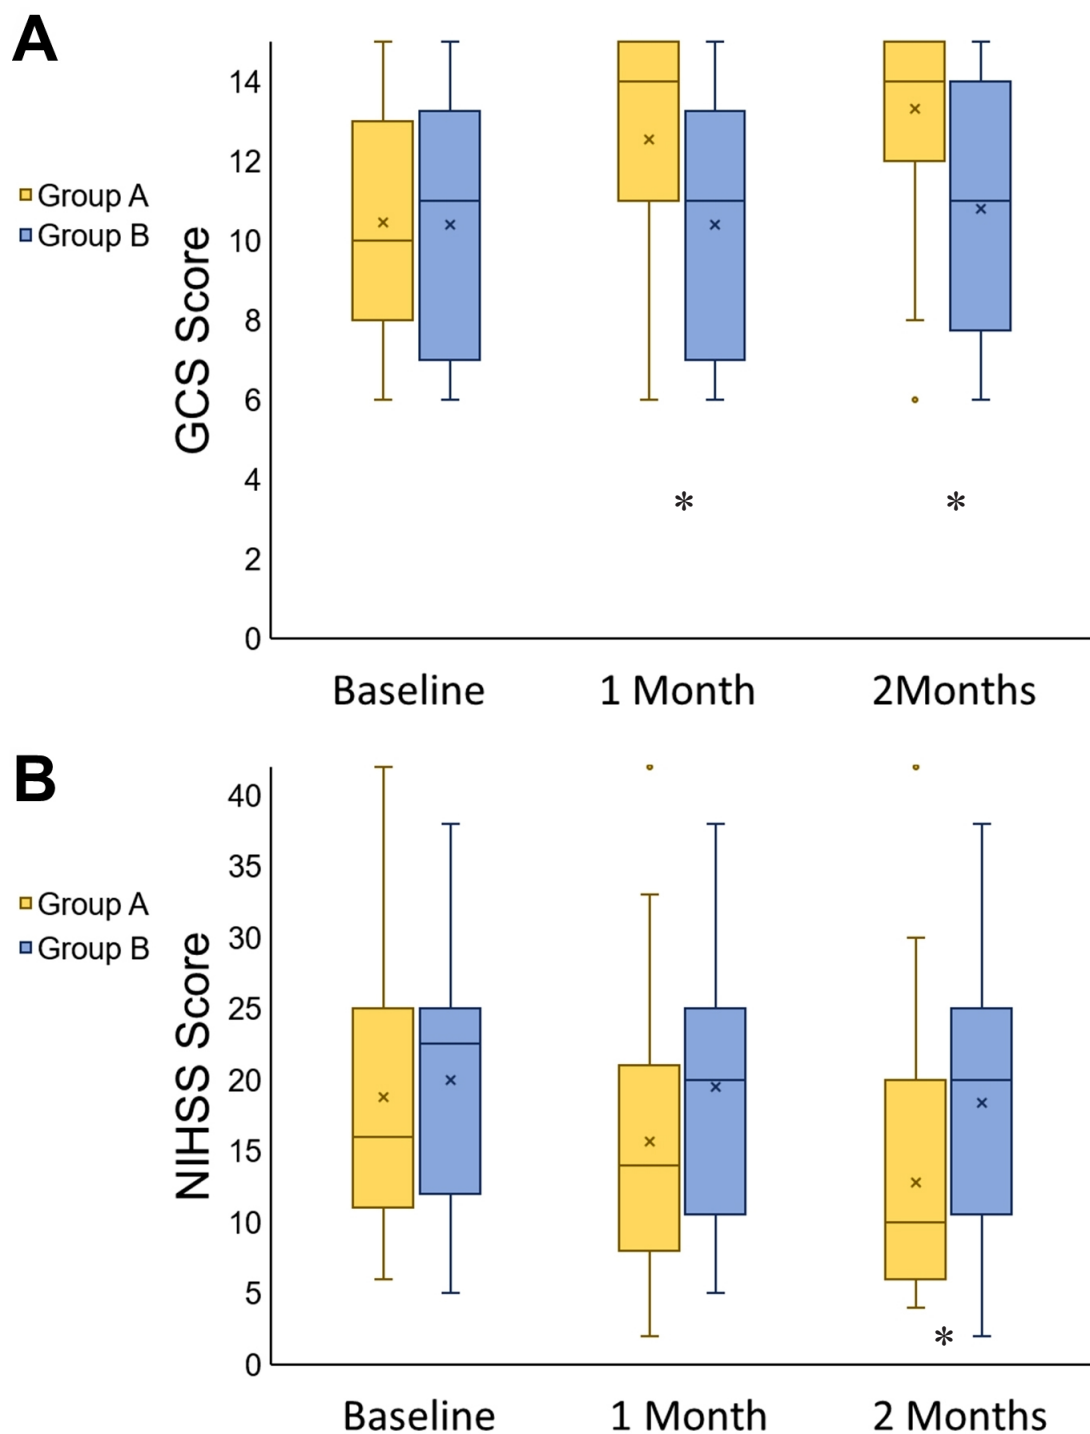 A
14
12
10
8
6
4
2
0
GCS Score
Group A
Group B
*
*
Baseline
1 Month
2Months
B
40
35
30
25
20
15
10
5
0
NIHSS Score
Group A
Group B
*
Baseline
1 Month
2 Months